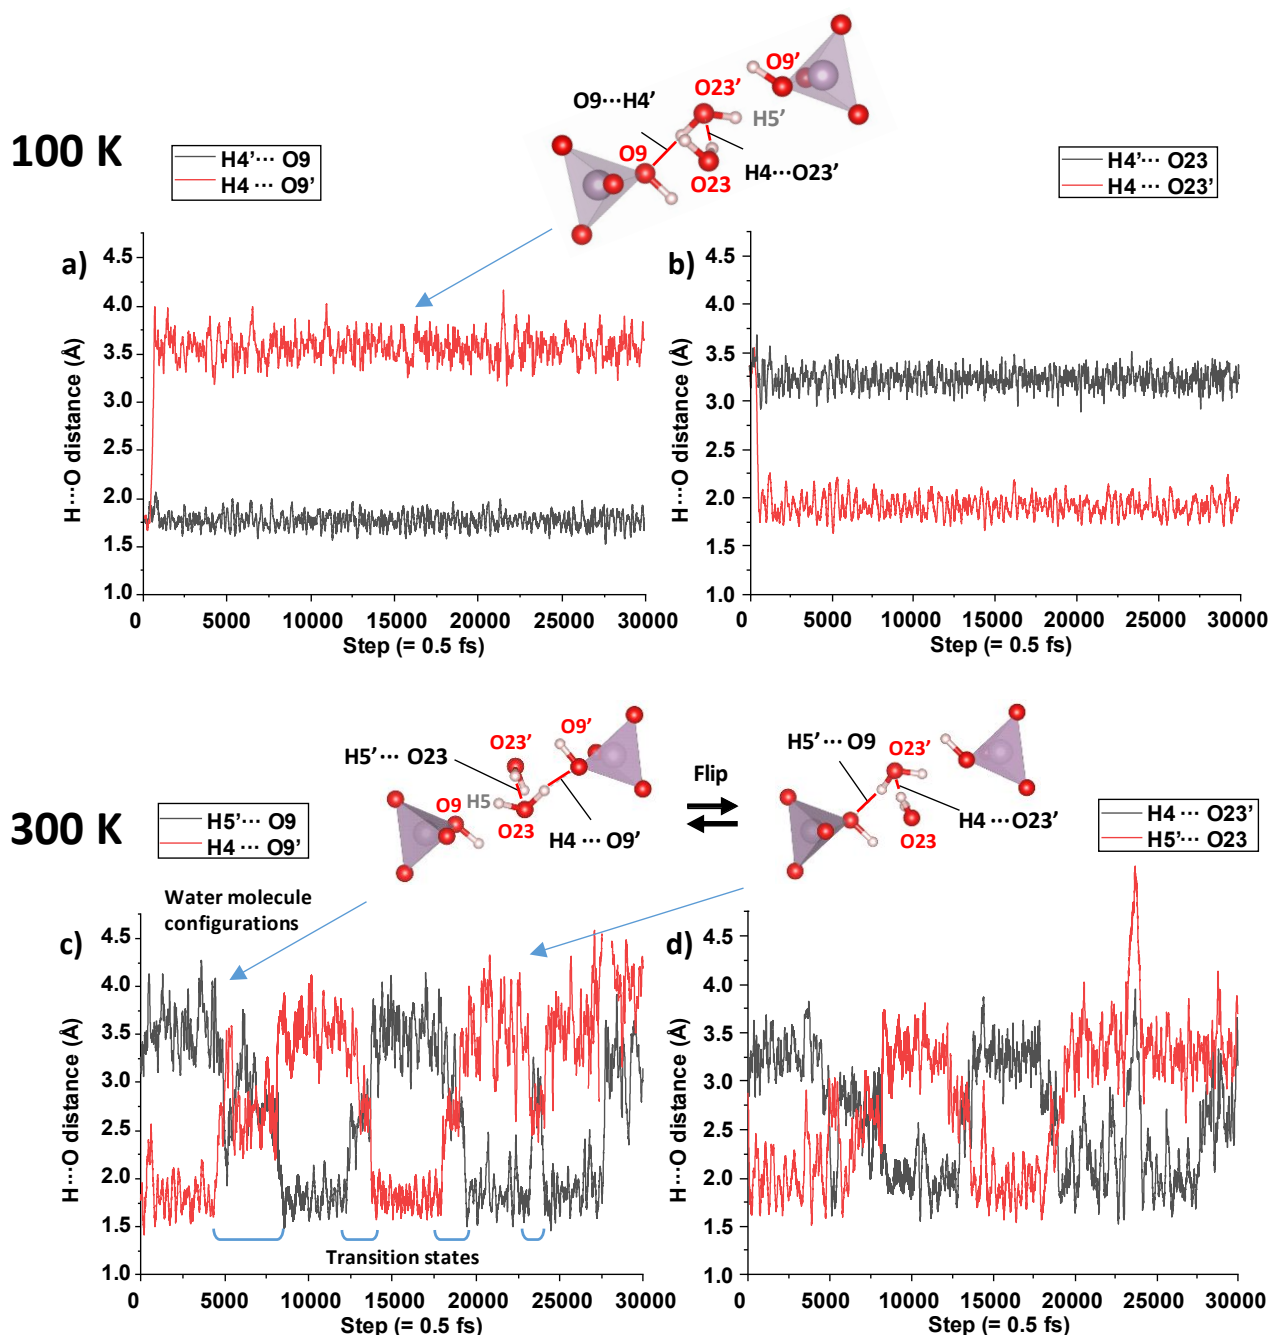 100 K
H4'··· O9
H4 ··· O9'
O9···H4'
O23'
O9'
H5'
O9
O23
H4···O23'
H4'··· O23
H4 ··· O23'
a)
4.5
4.0
3.5
3.0
2.5
2.0
1.5
1.0
H···O distance (Å)
0 5000 10000 15000 20000 25000 30000
Step (= 0.5 fs)
b)
4.5
4.0
3.5
3.0
2.5
2.0
1.5
1.0
H···O distance (Å)
0 5000 10000 15000 20000 25000 30000
Step (= 0.5 fs)
300 K
H5'··· O9
H4 ··· O9'
H5'··· O23
O23'
O9'
O9
H5
O23
H4 ··· O9'
Flip
H5'··· O9
O23'
H4 ··· O23'
O23
H4 ··· O23'
H5'··· O23
Water molecule
configurations
c)
4.5
4.0
3.5
3.0
2.5
2.0
1.5
1.0
H···O distance (Å)
Transition states
0 5000 10000 15000 20000 25000 30000
Step (= 0.5 fs)
d)
4.5
4.0
3.5
3.0
2.5
2.0
1.5
1.0
H···O distance (Å)
0 5000 10000 15000 20000 25000 30000
Step (= 0.5 fs)